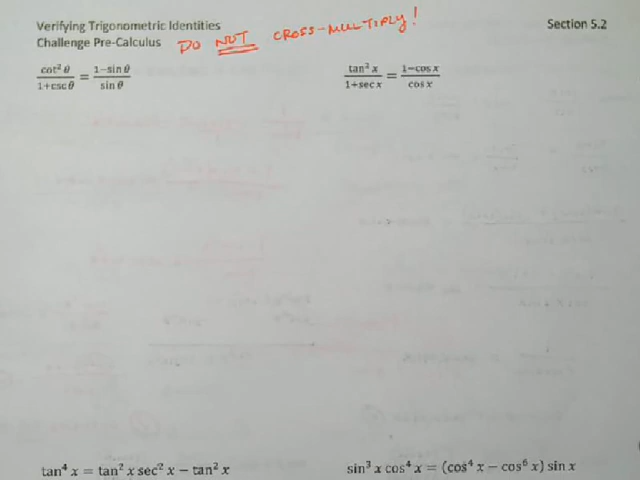 Verifying Trigonometric Identities
Section 5.2
Challenge Pre-Calculus
DO NOT CROSS-MULTIPLY!
cot² θ / 1+csc θ = 1−sin θ / sin θ
tan² x / 1+sec x = 1−cos x / cos x
tan⁴ x = tan² x sec² x − tan² x
sin³ x cos⁴ x = (cos⁴ x − cos⁶ x) sin x